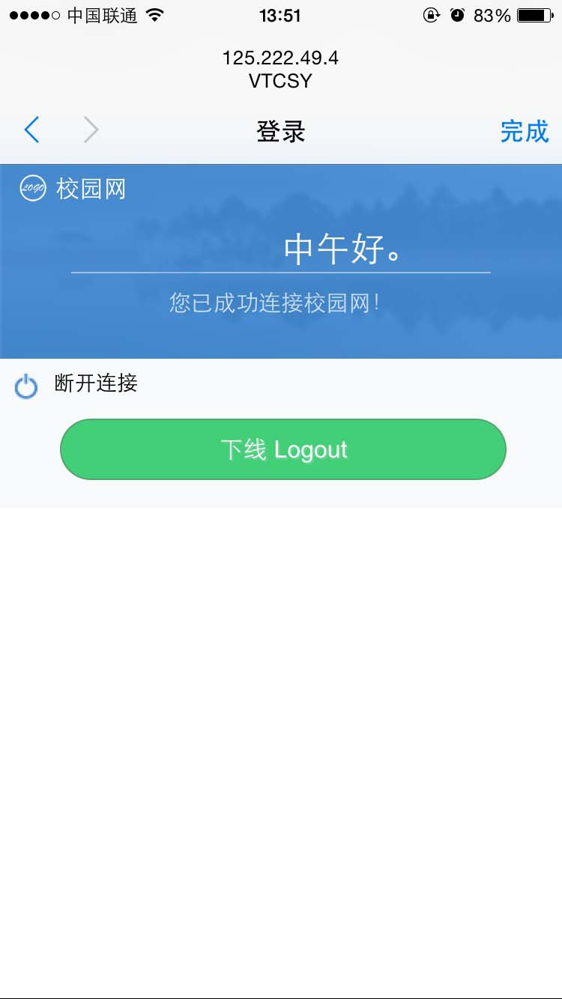 中国联通 13:51 83%
125.222.49.4
VTCSY
登录 完成
LOGO 校园网
中午好。
您已成功连接校园网!
断开连接
下线 Logout